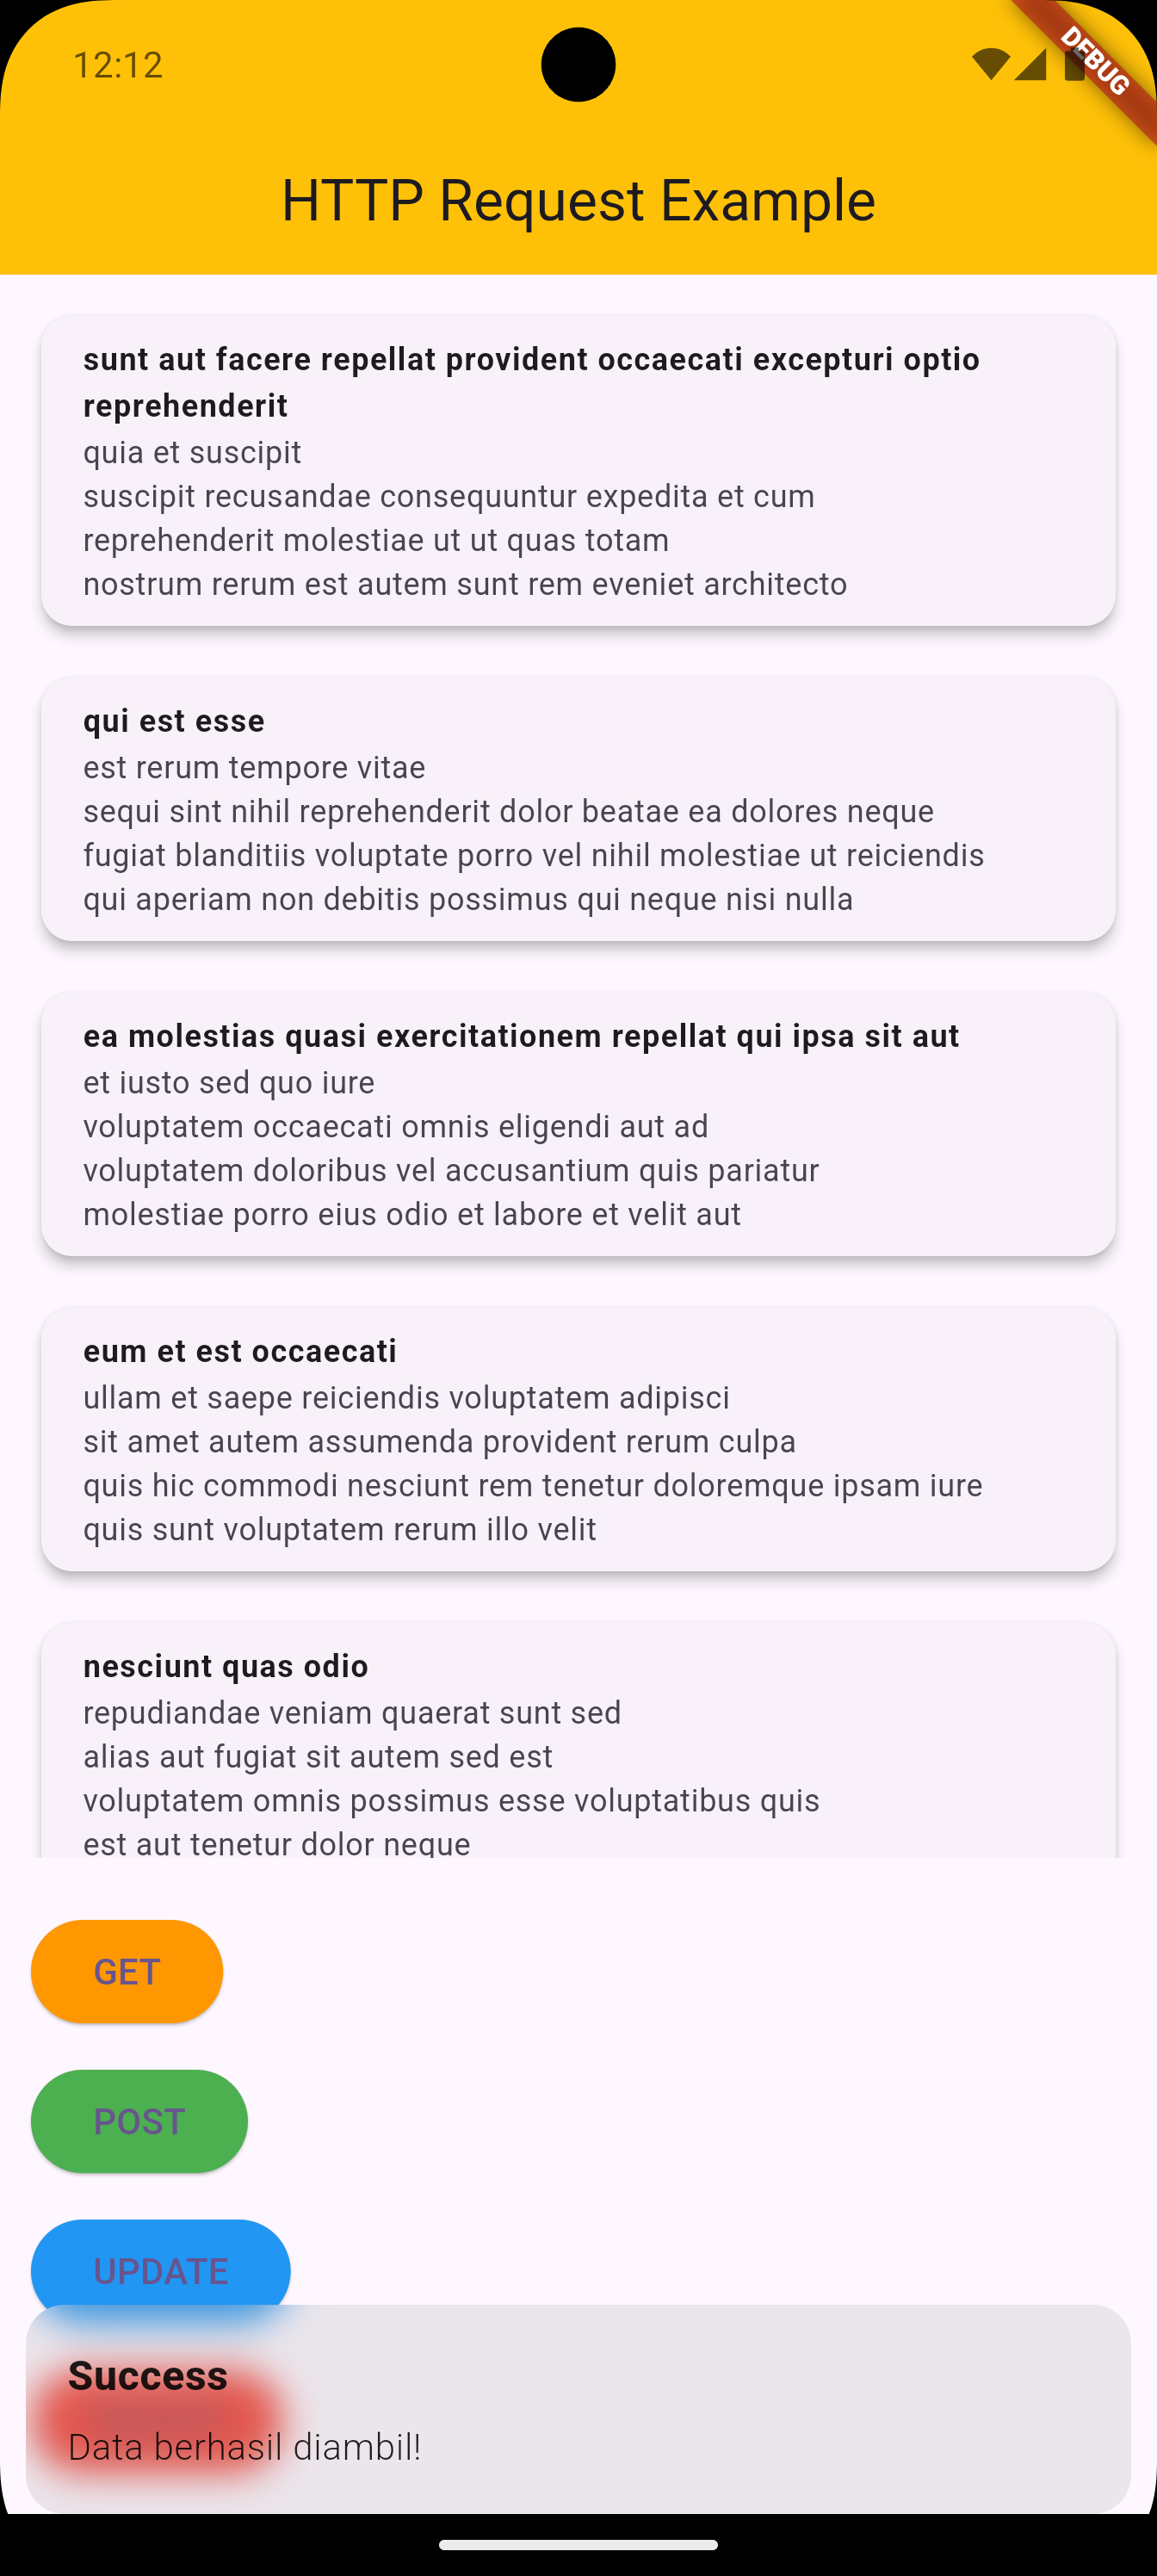 12:12
DEBUG
HTTP Request Example
sunt aut facere repellat provident occaecati excepturi optio
reprehenderit
quia et suscipit
suscipit recusandae consequuntur expedita et cum
reprehenderit molestiae ut ut quas totam
nostrum rerum est autem sunt rem eveniet architecto
qui est esse
est rerum tempore vitae
sequi sint nihil reprehenderit dolor beatae ea dolores neque
fugiat blanditiis voluptate porro vel nihil molestiae ut reiciendis
qui aperiam non debitis possimus qui neque nisi nulla
ea molestias quasi exercitationem repellat qui ipsa sit aut
et iusto sed quo iure
voluptatem occaecati omnis eligendi aut ad
voluptatem doloribus vel accusantium quis pariatur
molestiae porro eius odio et labore et velit aut
eum et est occaecati
ullam et saepe reiciendis voluptatem adipisci
sit amet autem assumenda provident rerum culpa
quis hic commodi nesciunt rem tenetur doloremque ipsam iure
quis sunt voluptatem rerum illo velit
nesciunt quas odio
repudiandae veniam quaerat sunt sed
alias aut fugiat sit autem sed est
voluptatem omnis possimus esse voluptatibus quis
est aut tenetur dolor neque
GET
POST
UPDATE
Success
Data berhasil diambil!